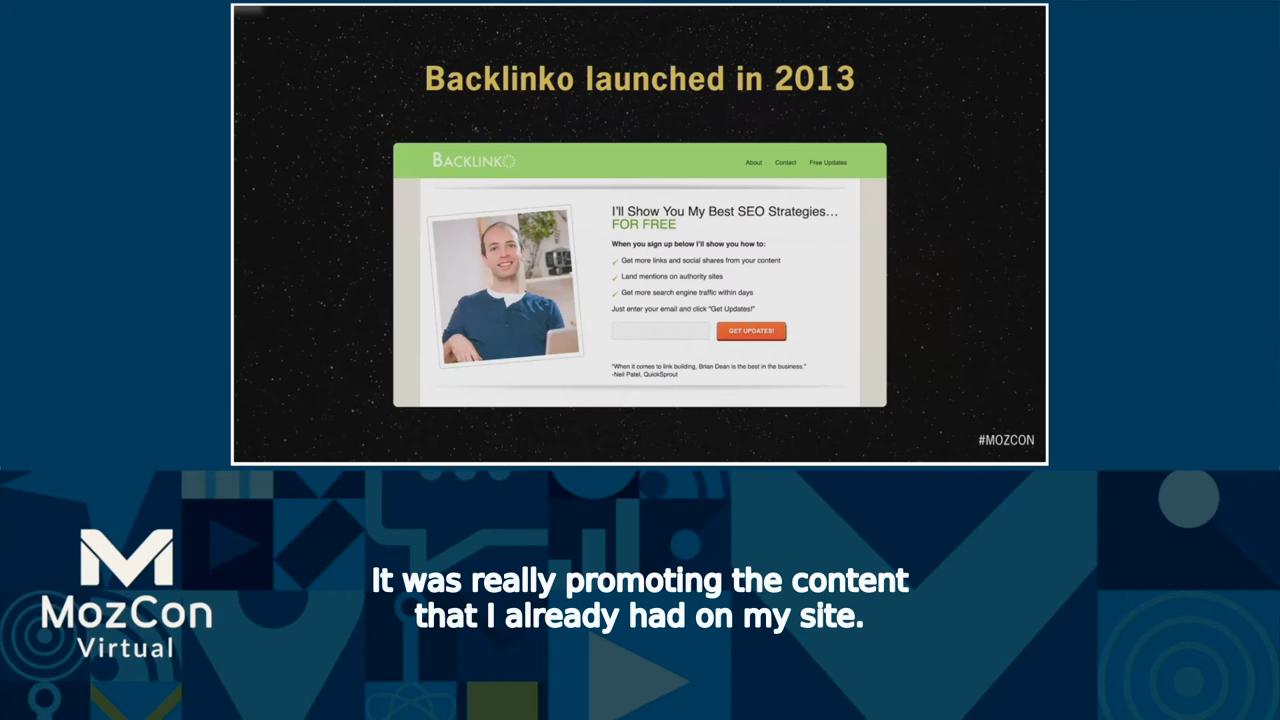 Backlinko launched in 2013
BACKLINKO
About Contact Free Updates
I'll Show You My Best SEO Strategies...
FOR FREE
When you sign up below I'll show you how to:
Get more links and social shares from your content
Land mentions on authority sites
Get more search engine traffic within days
Just enter your email and click "Get Updates!"
GET UPDATES!
"When it comes to link building, Brian Dean is the best in the business."
-Neil Patel, QuickSprout
#MOZCON
MozCon
Virtual
It was really promoting the content
that I already had on my site.